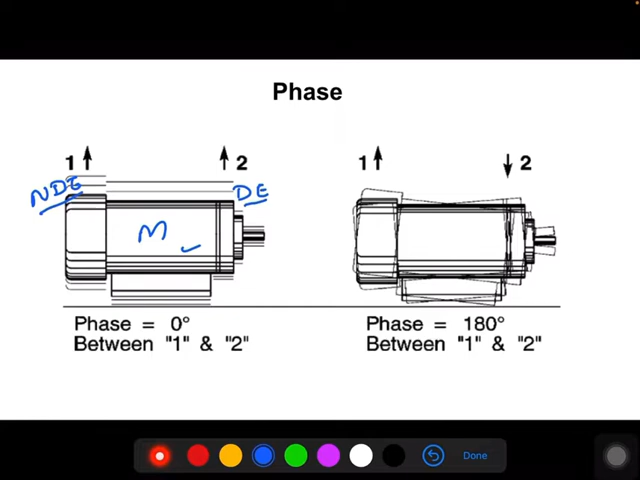 Phase
1
2
NDE
DE
M
Phase = 0°
Between "1" & "2"
1
2
Phase = 180°
Between "1" & "2"
Done